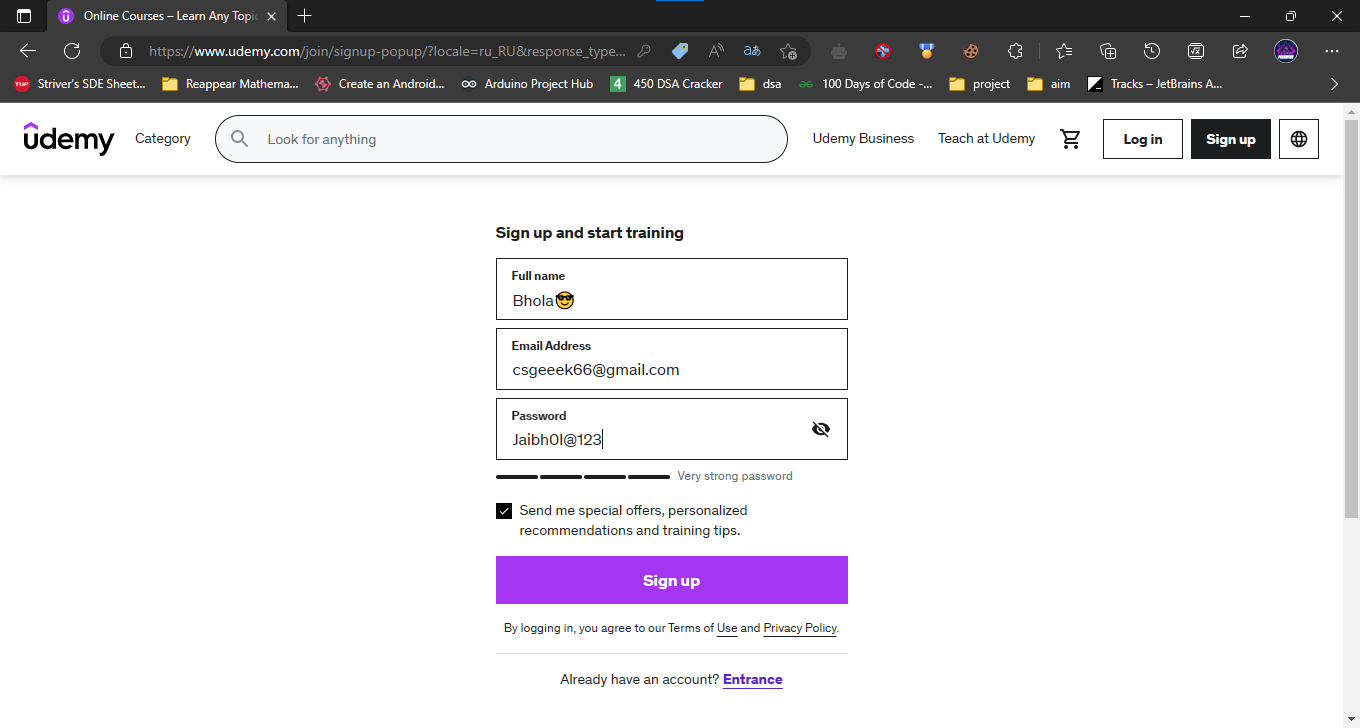 Online Courses – Learn Any Topic
https://www.udemy.com/join/signup-popup/?locale=ru_RU&response_type...
Striver's SDE Sheet...
Reappear Mathema...
Create an Android...
Arduino Project Hub
4
450 DSA Cracker
dsa
100 Days of Code -...
project
aim
Tracks – JetBrains A...
udemy
Category
Look for anything
Udemy Business
Teach at Udemy
Log in
Sign up
Sign up and start training
Full name
Bhola😎
Email Address
csgeeek66@gmail.com
Password
Jaibh0l@123
Very strong password
Send me special offers, personalized
recommendations and training tips.
Sign up
By logging in, you agree to our Terms of Use and Privacy Policy.
Already have an account? Entrance